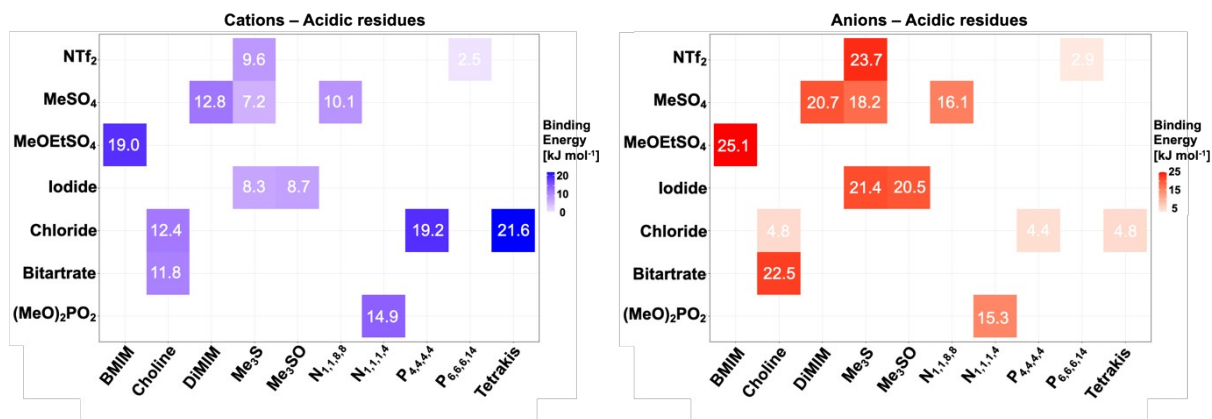 Cations – Acidic residues
NTf₂ 9.6 2.5
MeSO₄ 12.8 7.2 10.1
MeOEtSO₄ 19.0
Iodide 8.3 8.7
Chloride 12.4 19.2 21.6
Bitartrate 11.8
(MeO)₂PO₂ 14.9
BMIM Choline DiMIM Me₃S Me₃SO N₁,₁,₈,₈ N₁,₁,₁,₄ P₄,₄,₄,₄ P₆,₆,₆,₁₄ Tetrakis
Binding
Energy
[kJ mol⁻¹]
20
10
0
Anions – Acidic residues
NTf₂ 23.7 2.9
MeSO₄ 20.7 18.2 16.1
MeOEtSO₄ 25.1
Iodide 21.4 20.5
Chloride 4.8 4.4 4.8
Bitartrate 22.5
(MeO)₂PO₂ 15.3
BMIM Choline DiMIM Me₃S Me₃SO N₁,₁,₈,₈ N₁,₁,₁,₄ P₄,₄,₄,₄ P₆,₆,₆,₁₄ Tetrakis
Binding
Energy
[kJ mol⁻¹]
25
15
5